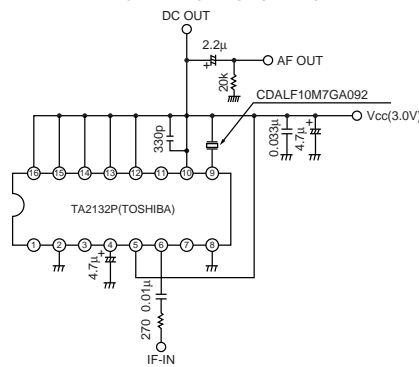 DC OUT
2.2μ
+
AF OUT
20k
CDALF10M7GA092
Vcc(3.0V)
330p
0.033μ
4.7μ
+
16 15 14 13 12 11 10 9
TA2132P(TOSHIBA)
1 2 3 4 5 6 7 8
4.7μ
+
0.01μ
270
IF-IN